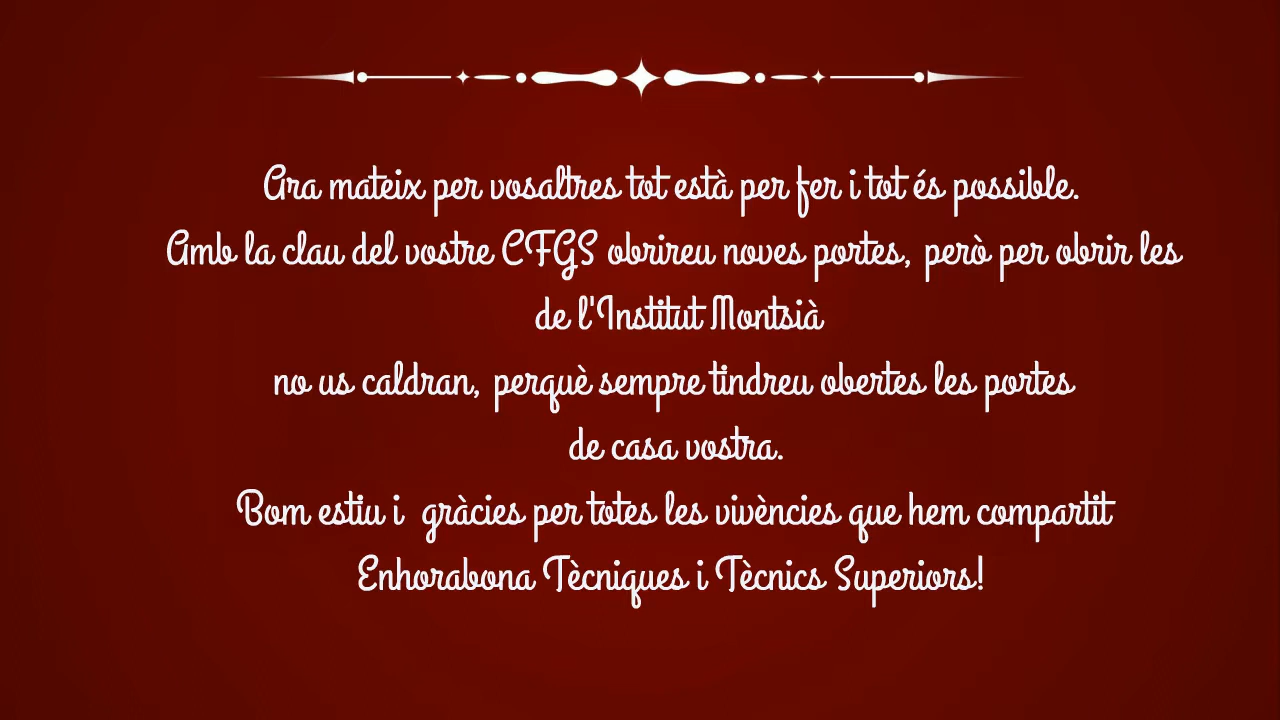 Ara mateix per vosaltres tot està per fer i tot és possible.
Amb la clau del vostre CFGS obrireu noves portes, però per obrir les
de l'Institut Montsià
no us caldran, perquè sempre tindreu obertes les portes
de casa vostra.
Bom estiu i  gràcies per totes les vivències que hem compartit
Enhorabona Tècniques i Tècnics Superiors!